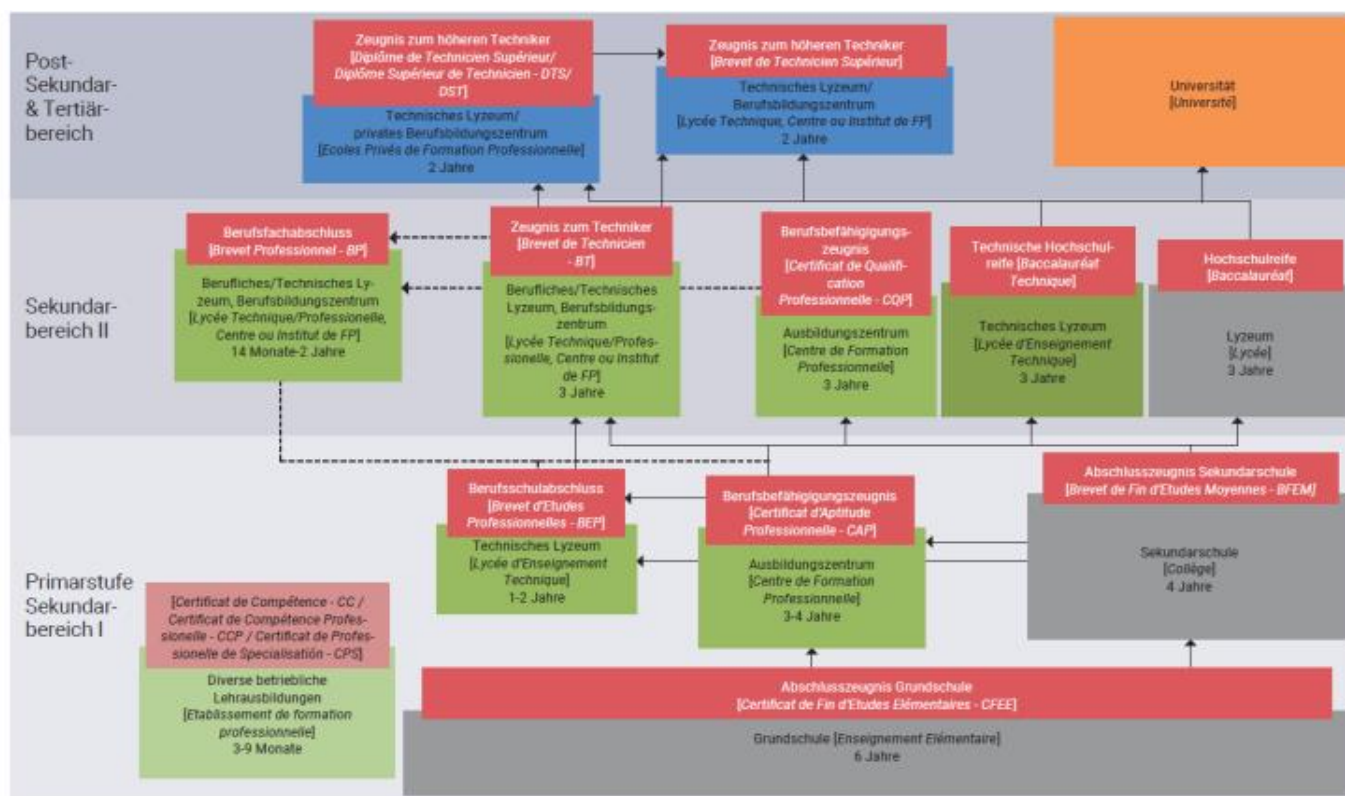 Post-
Sekundar-
& Tertiär-
bereich
Zeugnis zum höheren Techniker
[Diplôme de Technicien Supérieur/
Diplôme Supérieur de Technicien - DTS/
DST]
Technisches Lyzeum/
privates Berufsbildungszentrum
[Ecoles Privés de Formation Professionelle]
2 Jahre
Zeugnis zum höheren Techniker
[Brevet de Technicien Supérieur]
Technisches Lyzeum/
Berufsbildungszentrum
[Lycée Technique, Centre ou Institut de FP]
2 Jahre
Universität
[Université]
Sekundar-
bereich II
Berufsfachabschluss
[Brevet Professionnel - BP]
Berufliches/Technisches Ly-
zeum, Berufsbildungszentrum
[Lycée Technique/Professionelle,
Centre ou Institut de FP]
14 Monate-2 Jahre
Zeugnis zum Techniker
[Brevet de Technicien
- BT]
Berufliches/Technisches
Lyzeum, Berufsbildungs-
zentrum
[Lycée Technique/Profes-
sionelle, Centre ou Institut
de FP]
3 Jahre
Berufsbefähigigungs-
zeugnis
[Certificat de Qualifi-
cation
Professionnelle - CQP]
Ausbildungszentrum
[Centre de Formation
Professionnelle]
3 Jahre
Technische Hochschul-
reife [Baccalauréat
Technique]
Technisches Lyzeum
[Lycée d'Enseignement
Technique]
3 Jahre
Hochschulreife
[Baccalauréat]
Lyzeum
[Lycée]
3 Jahre
Primarstufe
Sekundar-
bereich I
Berufsschulabschluss
[Brevet d'Etudes
Professionnelles - BEP]
Technisches Lyzeum
[Lycée d'Enseignement
Technique]
1-2 Jahre
Berufsbefähigigungszeugnis
[Certificat d'Aptitude
Professionnelle - CAP]
Ausbildungszentrum
[Centre de Formation
Professionnelle]
3-4 Jahre
Abschlusszeugnis Sekundarschule
[Brevet de Fin d'Etudes Moyennes - BFEM]
Sekundarschule
[Collège]
4 Jahre
[Certificat de Compétence - CC /
Certificat de Compétence Profes-
sionelle - CCP / Certificat de Profes-
sionelle de Specialisation - CPS]
Diverse betriebliche
Lehrausbildungen
[Etablissement de formation
professionelle]
3-9 Monate
Abschlusszeugnis Grundschule
[Certificat de Fin d'Etudes Elémentaires - CFEE]
Grundschule [Enseignement Elémentaire]
6 Jahre